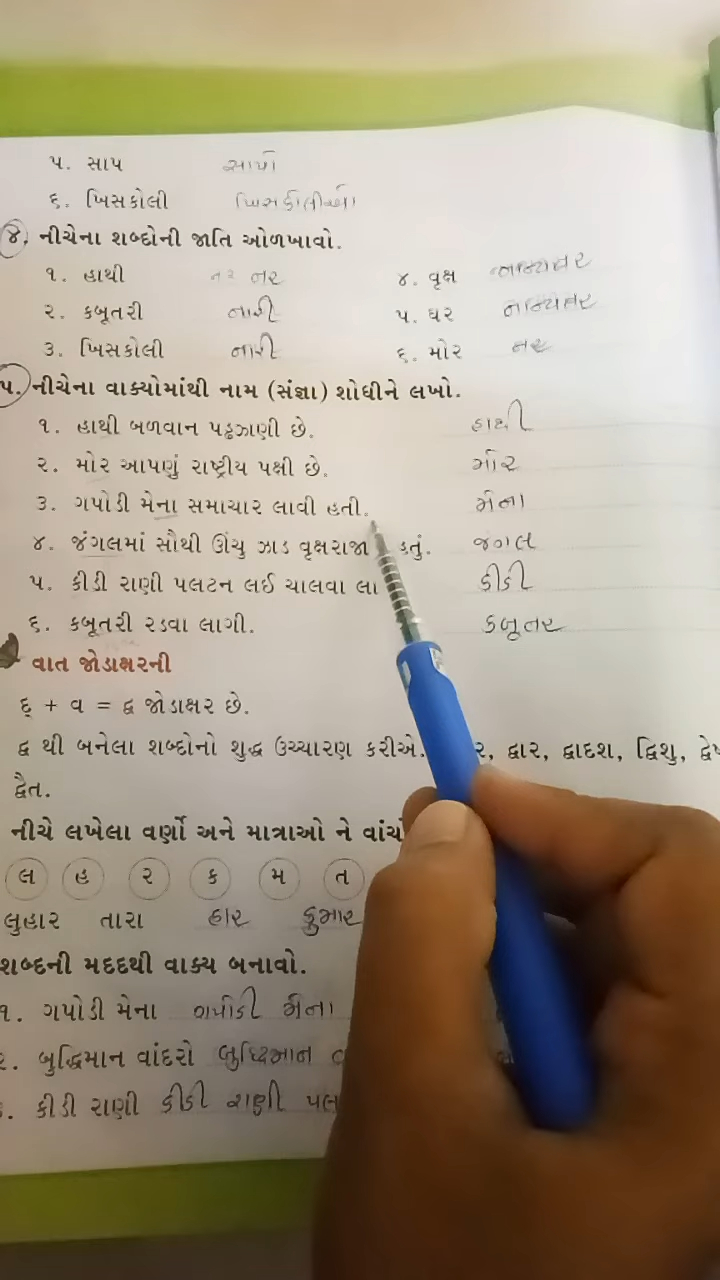 ૫. સાપ સાપો
૬. ખિસકોલી ખિસકોલીઓ
૪. નીચેના શબ્દોની જાતિ ઓળખાવો.
૧. હાથી નર નર ૪. વૃક્ષ નાન્યતર
૨. કબૂતરી નારી ૫. ઘર નાન્યતર
૩. ખિસકોલી નારી ૬. મોર નર
૫. નીચેના વાક્યોમાંથી નામ (સંજ્ઞા) શોધીને લખો.
૧. હાથી બળવાન પઢ્ઢાણી છે. હાથી
૨. મોર આપણું રાષ્ટ્રીય પક્ષી છે. મોર
૩. ગપોડી મેના સમાચાર લાવી હતી. મેના
૪. જંગલમાં સૌથી ઊંચુ ઝાડ વૃક્ષરાજા હતું. જગલ
૫. કીડી રાણી પલટન લઈ ચાલવા લા કીડી
૬. કબૂતરી રડવા લાગી. કબૂતર
વાત જોડાક્ષરની
દ્ + વ = દ્વ જોડાક્ષર છે.
દ્વ થી બનેલા શબ્દોનો શુદ્ધ ઉચ્ચારણ કરીએ. ર, દ્વાર, દ્વાદશ, દ્વિશુ,
દ્વૈત.
નીચે લખેલા વર્ણો અને માત્રાઓ ને વાંચો
લ હ ર ક મ ત
લુહાર તારા હાર કુમાર
શબ્દની મદદથી વાક્ય બનાવો.
૧. ગપોડી મેના ગપોડી મેના
૨. બુદ્ધિમાન વાંદરો બુધ્ધિમાન
૩. કીડી રાણી કીડી રાણી પલ